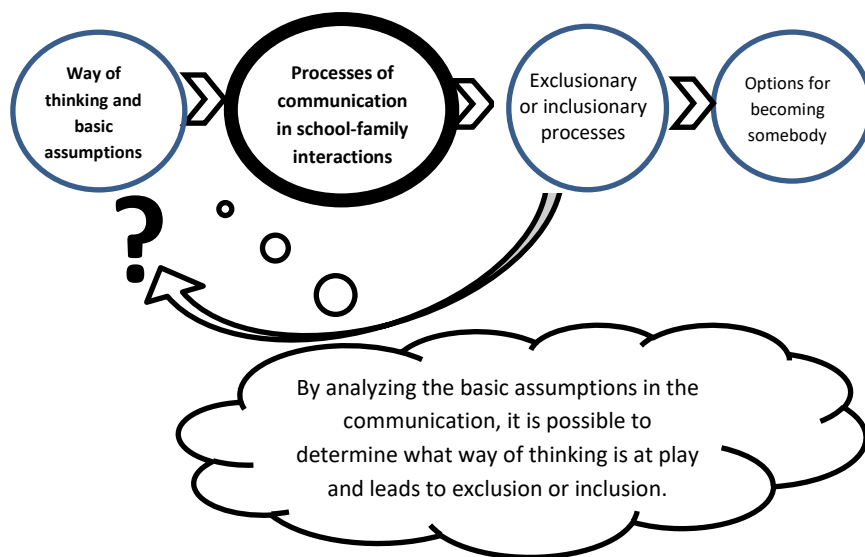 Way of
thinking and
basic
assumptions
Processes of
communication
in school-family
interactions
Exclusionary
or inclusionary
processes
Options for
becoming
somebody
?
By analyzing the basic assumptions in the
communication, it is possible to
determine what way of thinking is at play
and leads to exclusion or inclusion.